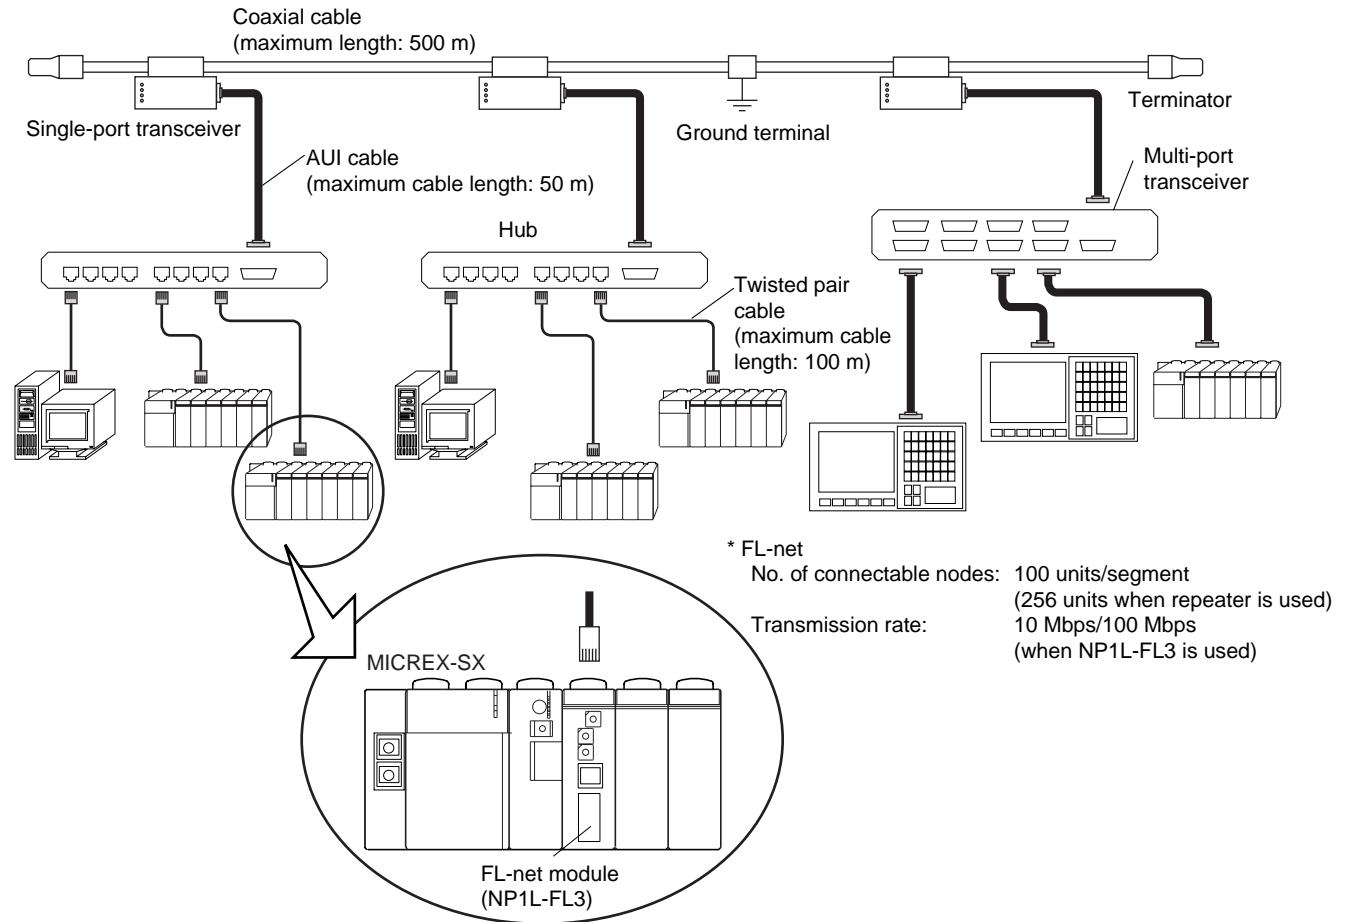 Coaxial cable
(maximum length: 500 m)
Terminator
Single-port transceiver
Ground terminal
AUI cable
(maximum cable length: 50 m)
Multi-port
transceiver
Hub
Twisted pair
cable
(maximum cable
length: 100 m)
* FL-net
No. of connectable nodes: 100 units/segment
(256 units when repeater is used)
Transmission rate: 10 Mbps/100 Mbps
(when NP1L-FL3 is used)
MICREX-SX
FL-net module
(NP1L-FL3)